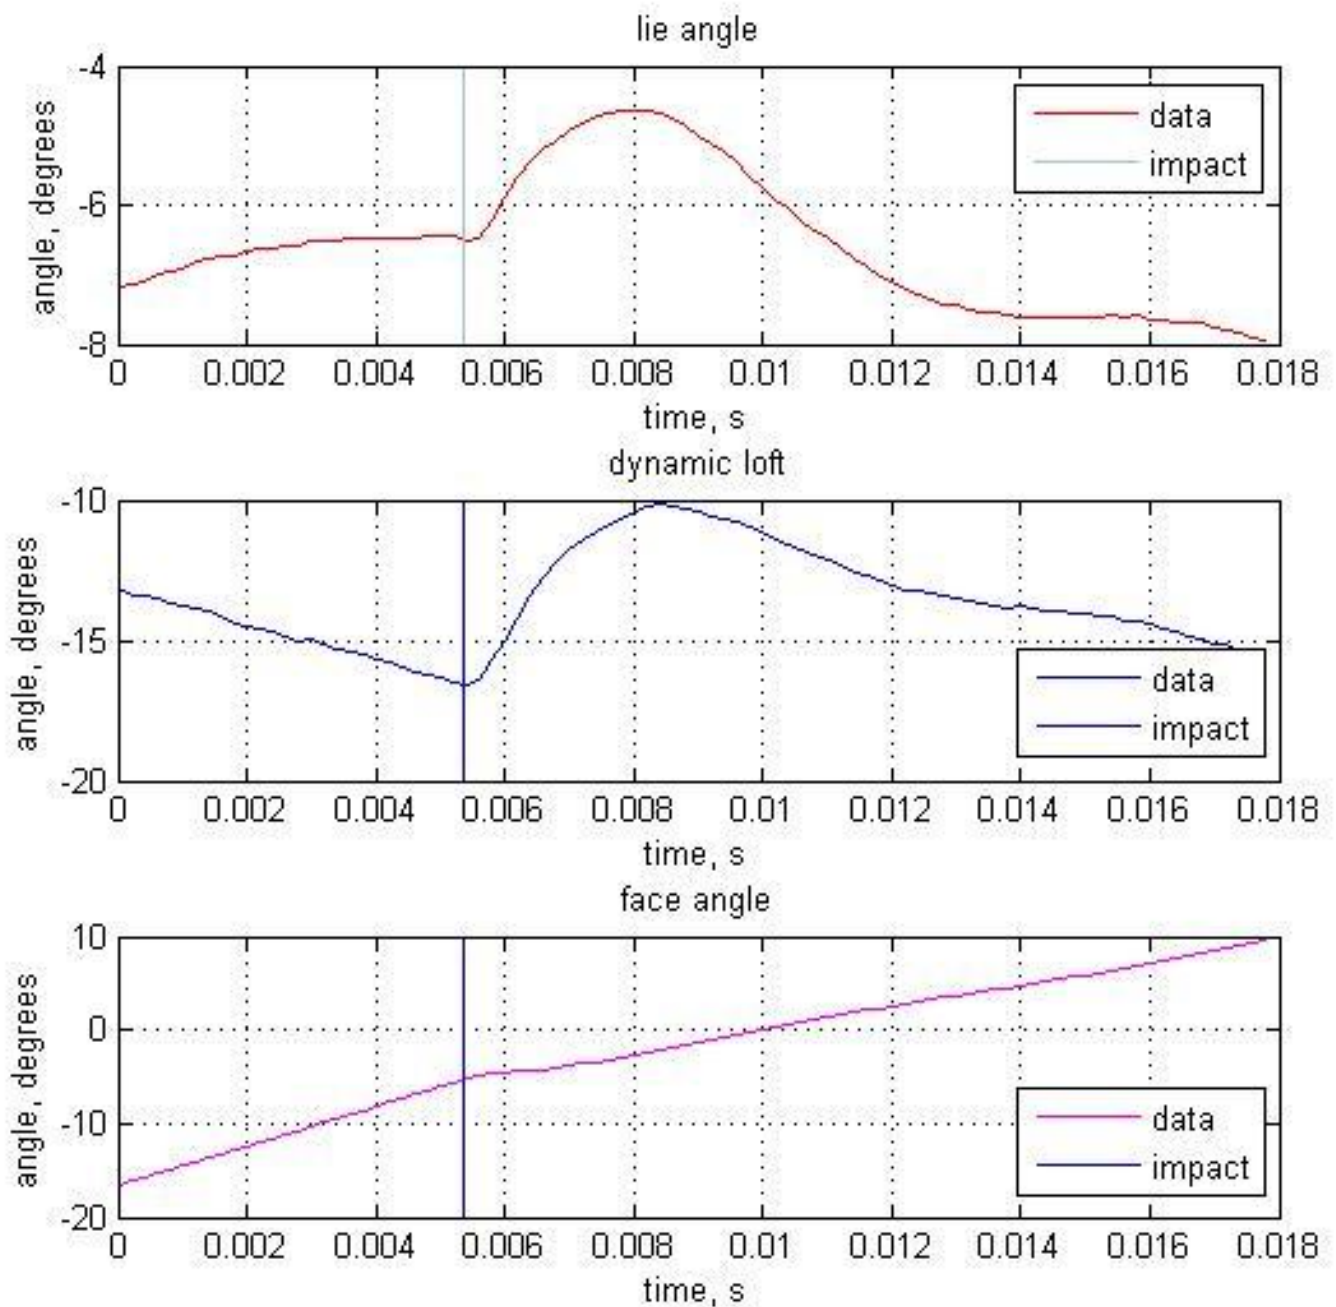 lie angle
-4
-6
-8
angle, degrees
data
impact
0 0.002 0.004 0.006 0.008 0.01 0.012 0.014 0.016 0.018
time, s
dynamic loft
-10
-15
-20
angle, degrees
data
impact
0 0.002 0.004 0.006 0.008 0.01 0.012 0.014 0.016 0.018
time, s
face angle
10
0
-10
-20
angle, degrees
data
impact
0 0.002 0.004 0.006 0.008 0.01 0.012 0.014 0.016 0.018
time, s